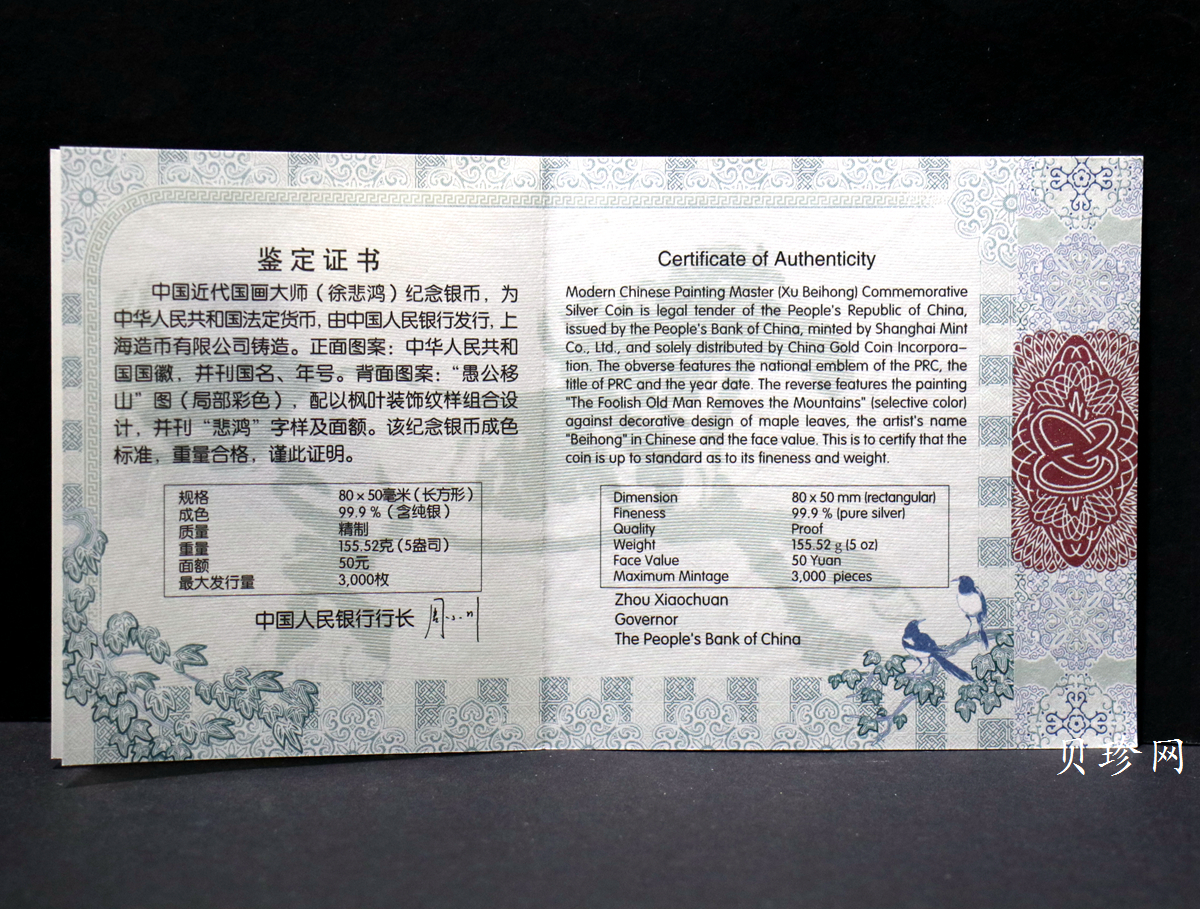 鉴定证书
中国近代国画大师（徐悲鸿）纪念银币，为
中华人民共和国法定货币，由中国人民银行发行，上
海造币有限公司铸造。正面图案：中华人民共和
国国徽，并刊国名、年号。背面图案：“愚公移
山”图（局部彩色），配以枫叶装饰纹样组合设
计，并刊“悲鸿”字样及面额。该纪念银币成色
标准，重量合格，谨此证明。
规格 80×50毫米（长方形）
成色 99.9％（含纯银）
质量 精制
重量 155.52克（5盎司）
面额 50元
最大发行量 3,000枚
中国人民银行行长
Certificate of Authenticity
Modern Chinese Painting Master (Xu Beihong) Commemorative
Silver Coin is legal tender of the People's Republic of China,
issued by the People's Bank of China, minted by Shanghai Mint
Co., Ltd., and solely distributed by China Gold Coin Incorpora-
tion. The obverse features the national emblem of the PRC, the
title of PRC and the year date. The reverse features the painting
"The Foolish Old Man Removes the Mountains" (selective color)
against decorative design of maple leaves, the artist's name
"Beihong" in Chinese and the face value. This is to certify that the
coin is up to standard as to its fineness and weight.
Dimension 80 x 50 mm (rectangular)
Fineness 99.9 % (pure silver)
Quality Proof
Weight 155.52 g (5 oz)
Face Value 50 Yuan
Maximum Mintage 3,000 pieces
Zhou Xiaochuan
Governor
The People's Bank of China
贝珍网